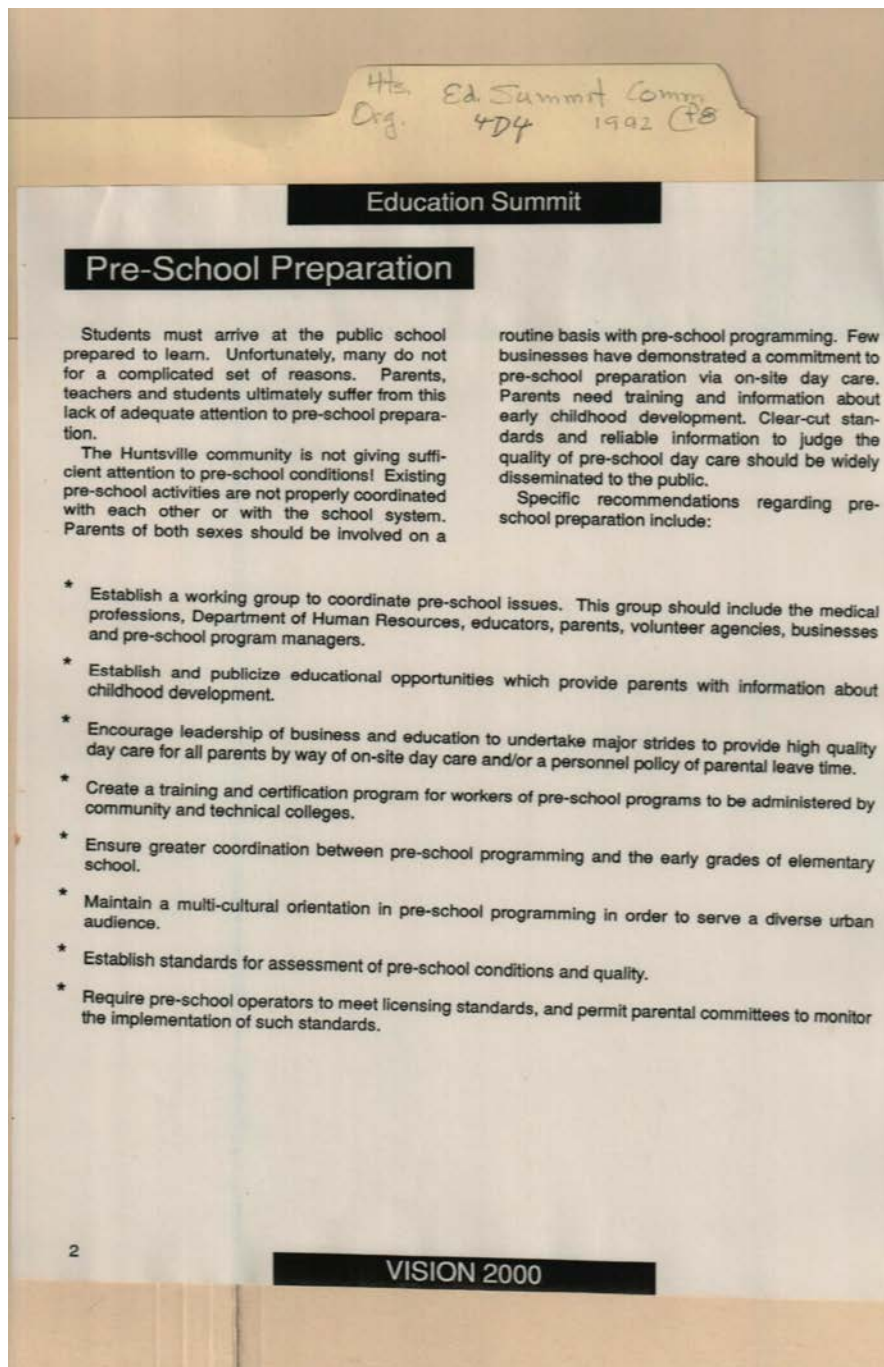 Hts. Ed. Summit Comm.
Org. 4D4 1992
Education Summit
Pre-School Preparation
Students must arrive at the public school
prepared to learn. Unfortunately, many do not
for a complicated set of reasons. Parents,
teachers and students ultimately suffer from this
lack of adequate attention to pre-school prepara-
tion.
The Huntsville community is not giving suffi-
cient attention to pre-school conditions! Existing
pre-school activities are not properly coordinated
with each other or with the school system.
Parents of both sexes should be involved on a
routine basis with pre-school programming. Few
businesses have demonstrated a commitment to
pre-school preparation via on-site day care.
Parents need training and information about
early childhood development. Clear-cut stan-
dards and reliable information to judge the
quality of pre-school day care should be widely
disseminated to the public.
Specific recommendations regarding pre-
school preparation include:
* Establish a working group to coordinate pre-school issues. This group should include the medical
professions, Department of Human Resources, educators, parents, volunteer agencies, businesses
and pre-school program managers.
* Establish and publicize educational opportunities which provide parents with information about
childhood development.
* Encourage leadership of business and education to undertake major strides to provide high quality
day care for all parents by way of on-site day care and/or a personnel policy of parental leave time.
* Create a training and certification program for workers of pre-school programs to be administered by
community and technical colleges.
* Ensure greater coordination between pre-school programming and the early grades of elementary
school.
* Maintain a multi-cultural orientation in pre-school programming in order to serve a diverse urban
audience.
* Establish standards for assessment of pre-school conditions and quality.
* Require pre-school operators to meet licensing standards, and permit parental committees to monitor
the implementation of such standards.
2
VISION 2000